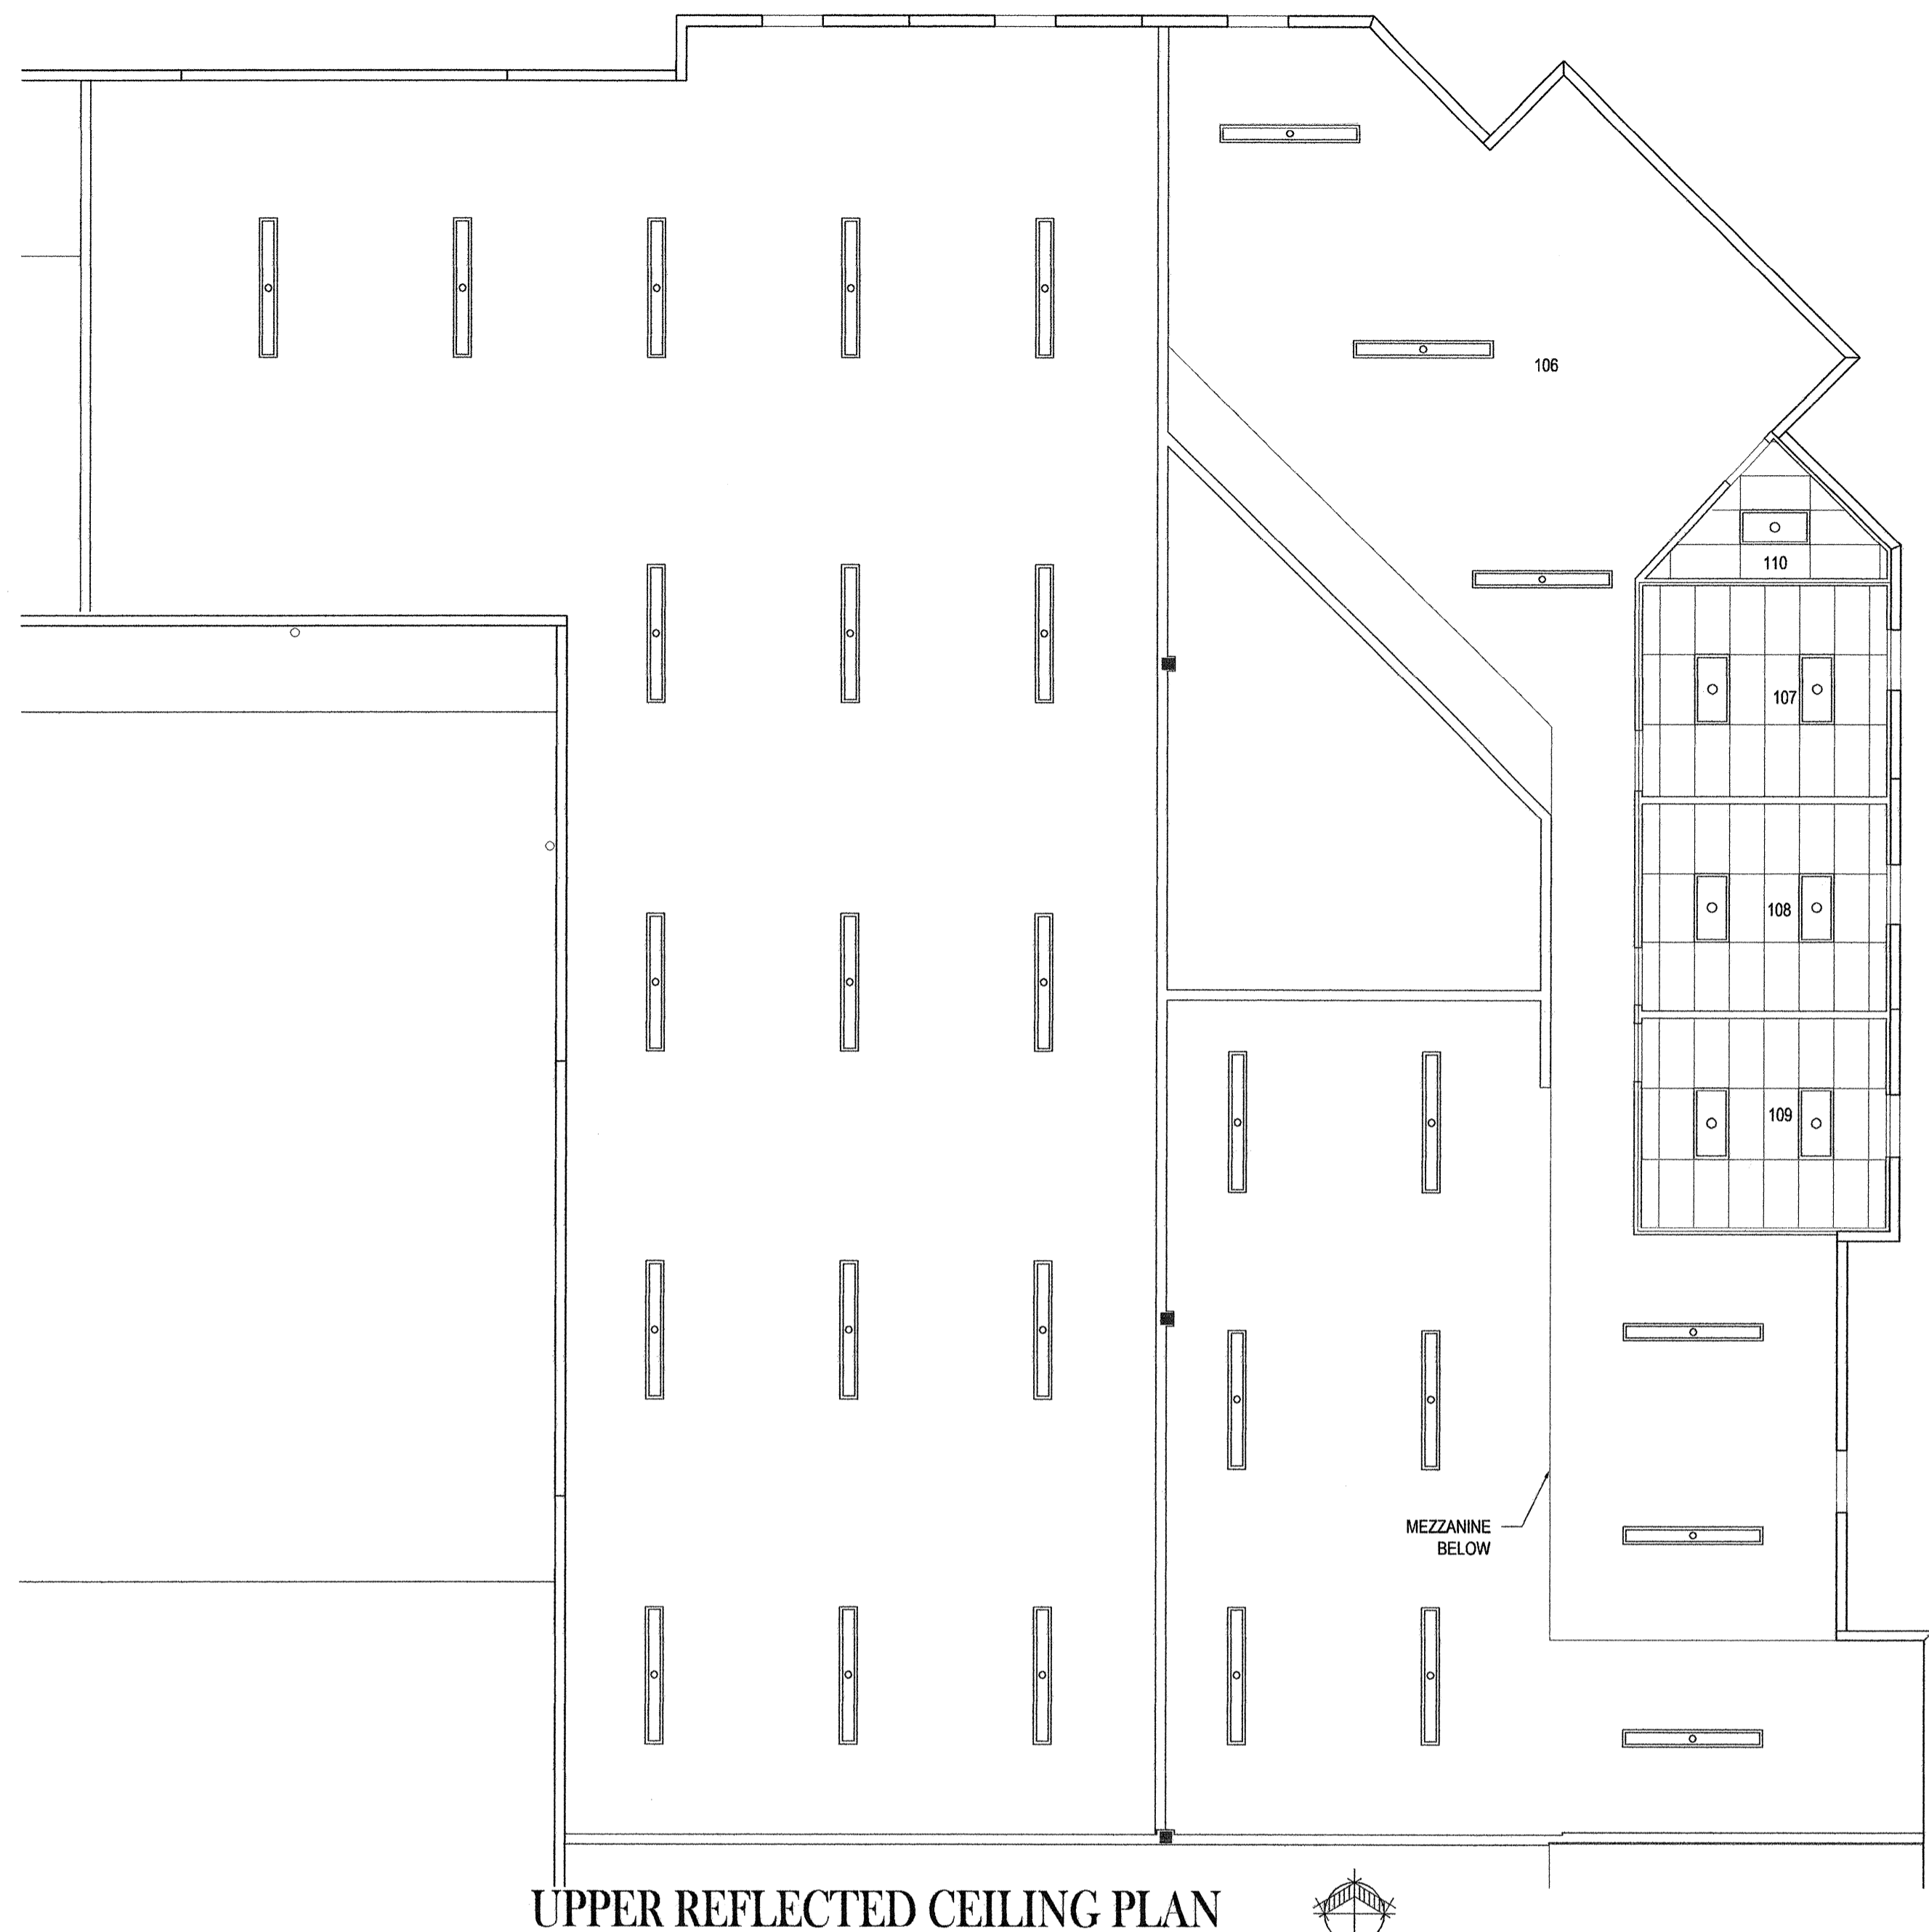 106
110
107
108
109
MEZZANINE
BELOW
UPPER REFLECTED CEILING PLAN